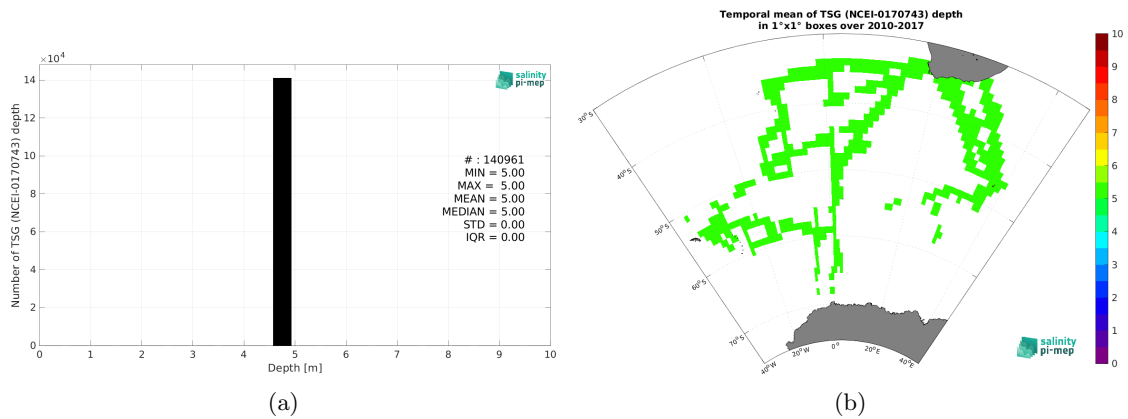 ×10⁴
14
12
10
8
6
4
2
0
Number of TSG (NCEI-0170743) depth
salinity
pi-mep
# : 140961
MIN = 5.00
MAX = 5.00
MEAN = 5.00
MEDIAN = 5.00
STD = 0.00
IQR = 0.00
0 1 2 3 4 5 6 7 8 9 10
Depth [m]
(a)
Temporal mean of TSG (NCEI-0170743) depth
in 1°x1° boxes over 2010-2017
30°S
40°S
50°S
60°S
70°S
40°W
20°W
0°
20°E
40°E
10
9
8
7
6
5
4
3
2
1
0
salinity
pi-mep
(b)